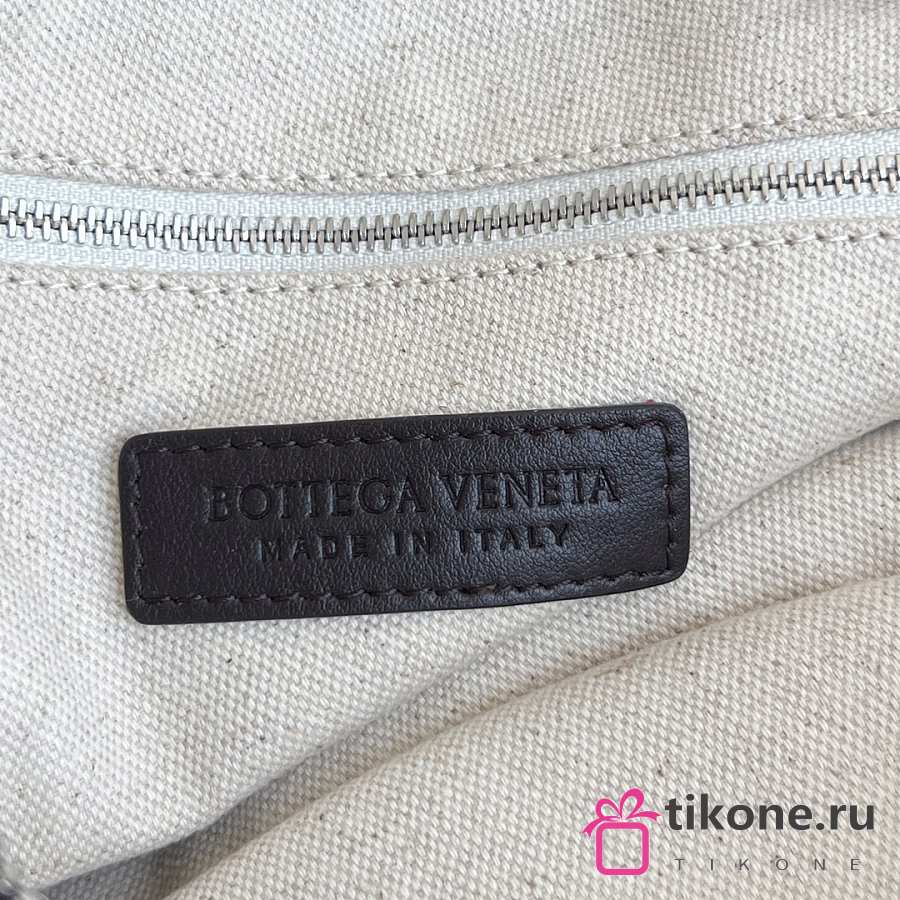 BOTTEGA VENETA
MADE IN ITALY
tikone.ru
TIKONE